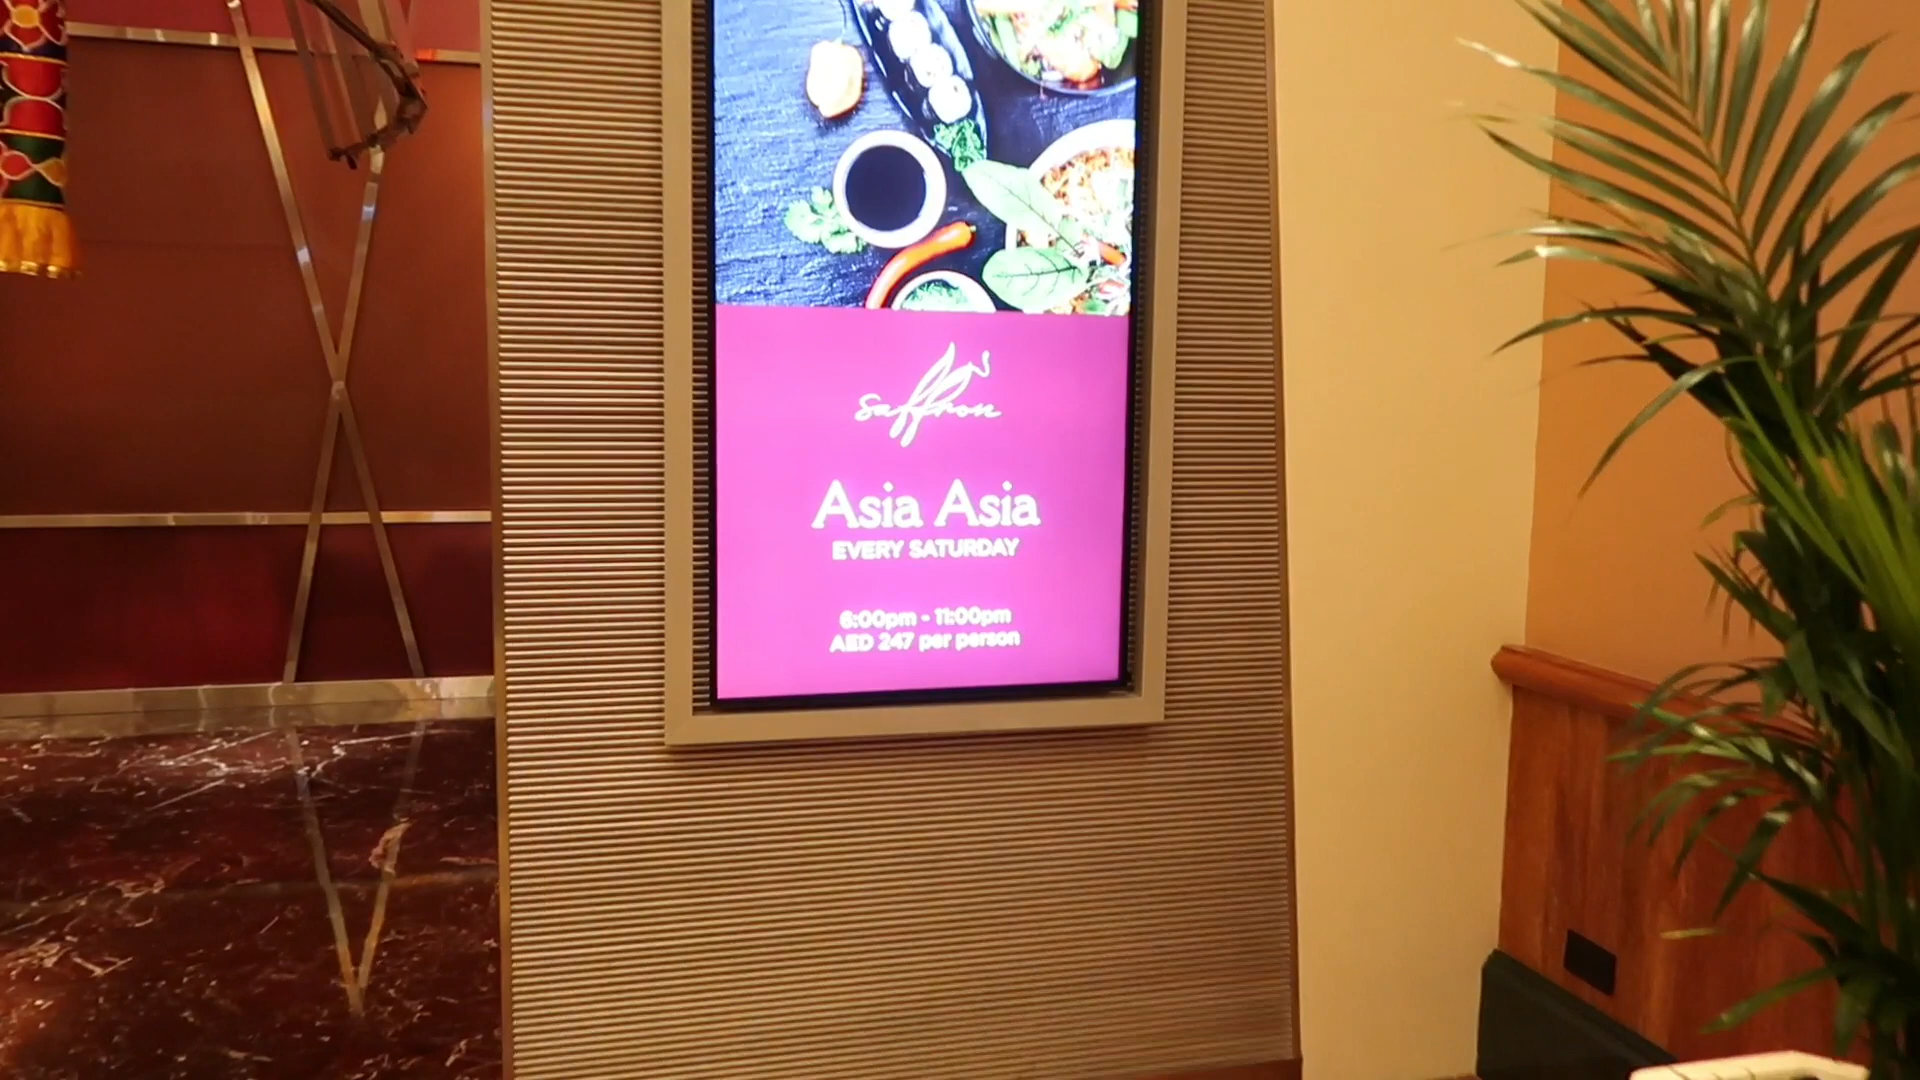 saffron
Asia Asia
EVERY SATURDAY
6:00pm - 11:00pm
AED 247 per person